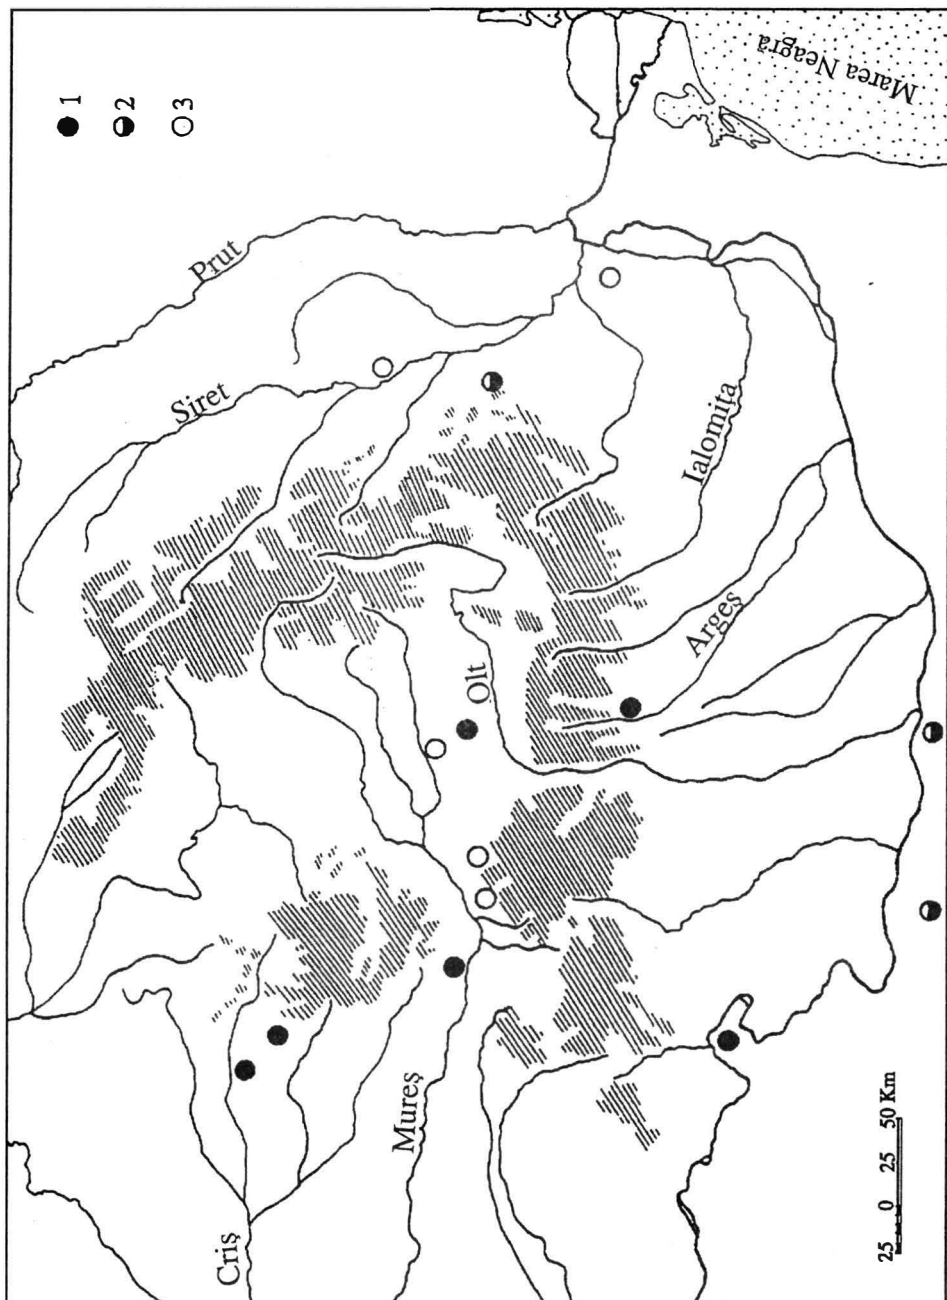 1
2
3
Marea Neagră
Prut
Siret
Ialomița
Argeș
Olt
Mureș
Criș
25 0 25 50 Km